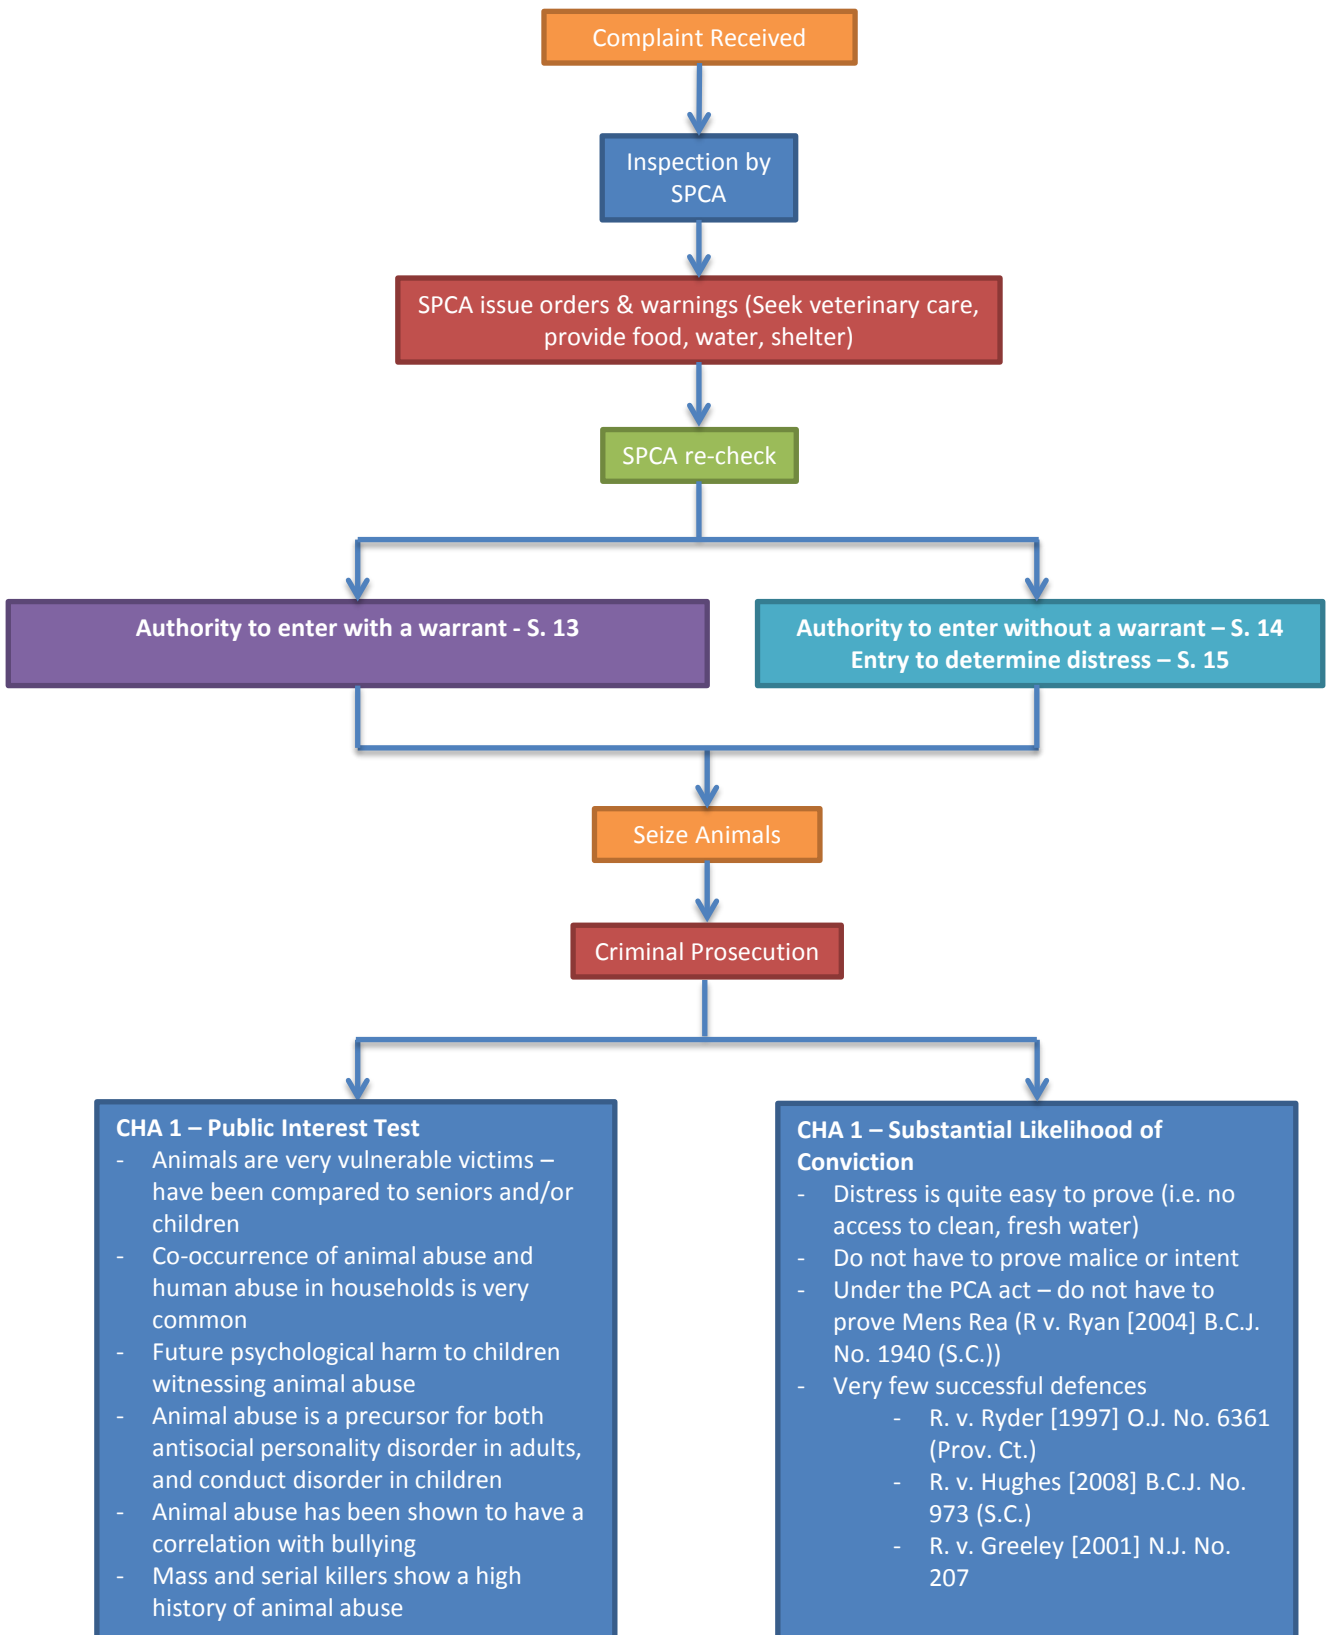 Complaint Received
Inspection by
SPCA
SPCA issue orders & warnings (Seek veterinary care,
provide food, water, shelter)
SPCA re-check
Authority to enter with a warrant - S. 13
Authority to enter without a warrant – S. 14
Entry to determine distress – S. 15
Seize Animals
Criminal Prosecution
CHA 1 – Public Interest Test
- Animals are very vulnerable victims –
have been compared to seniors and/or
children
- Co-occurrence of animal abuse and
human abuse in households is very
common
- Future psychological harm to children
witnessing animal abuse
- Animal abuse is a precursor for both
antisocial personality disorder in adults,
and conduct disorder in children
- Animal abuse has been shown to have a
correlation with bullying
- Mass and serial killers show a high
history of animal abuse
CHA 1 – Substantial Likelihood of
Conviction
- Distress is quite easy to prove (i.e. no
access to clean, fresh water)
- Do not have to prove malice or intent
- Under the PCA act – do not have to
prove Mens Rea (R v. Ryan [2004] B.C.J.
No. 1940 (S.C.))
- Very few successful defences
- R. v. Ryder [1997] O.J. No. 6361
(Prov. Ct.)
- R. v. Hughes [2008] B.C.J. No.
973 (S.C.)
- R. v. Greeley [2001] N.J. No.
207